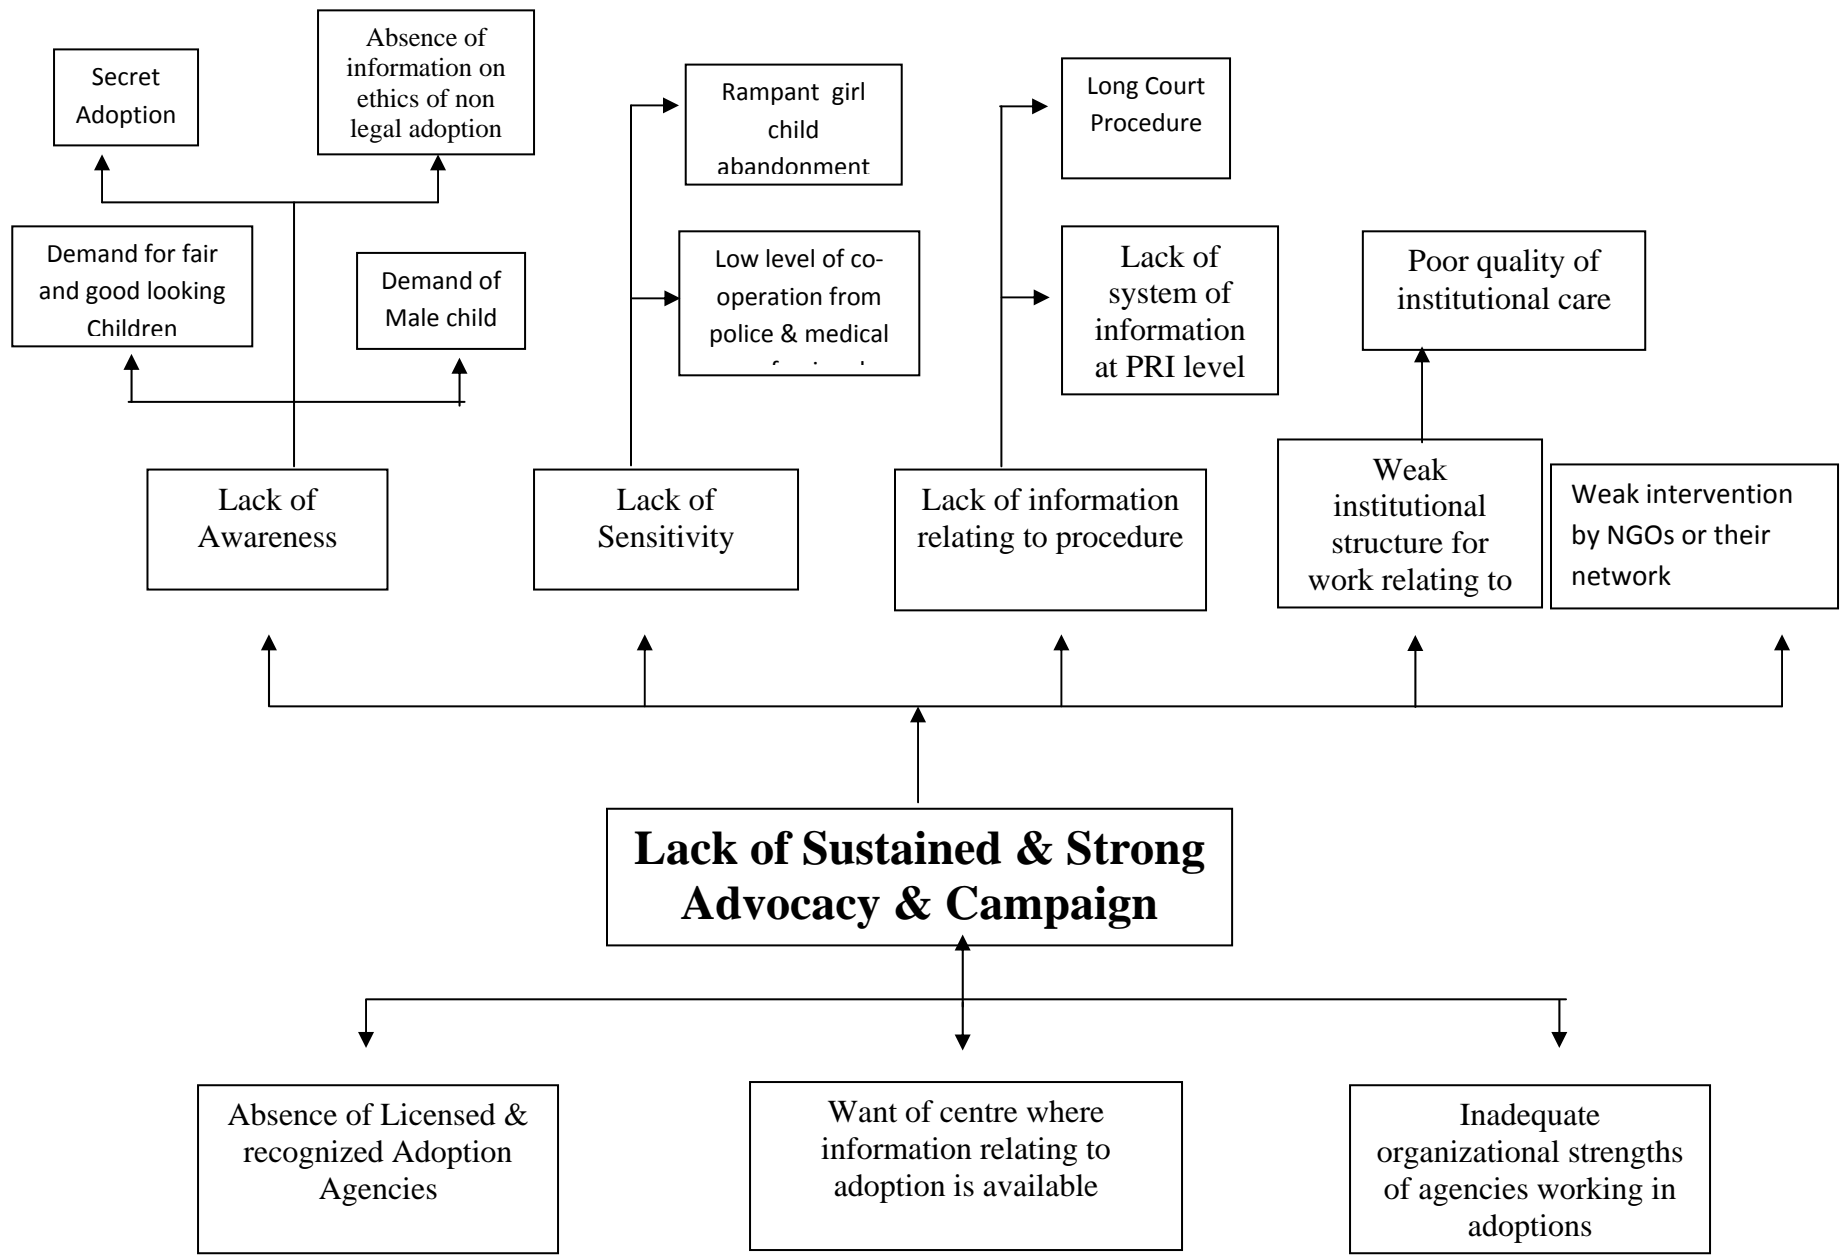 Secret
Adoption
Absence of
information on
ethics of non
legal adoption
Rampant girl
child
abandonment
Long Court
Procedure
Demand for fair
and good looking
Children
Demand of
Male child
Low level of co-
operation from
police & medical
Lack of
system of
information
at PRI level
Poor quality of
institutional care
Lack of
Awareness
Lack of
Sensitivity
Lack of information
relating to procedure
Weak
institutional
structure for
work relating to
Weak intervention
by NGOs or their
network
Lack of Sustained & Strong
Advocacy & Campaign
Absence of Licensed &
recognized Adoption
Agencies
Want of centre where
information relating to
adoption is available
Inadequate
organizational strengths
of agencies working in
adoptions